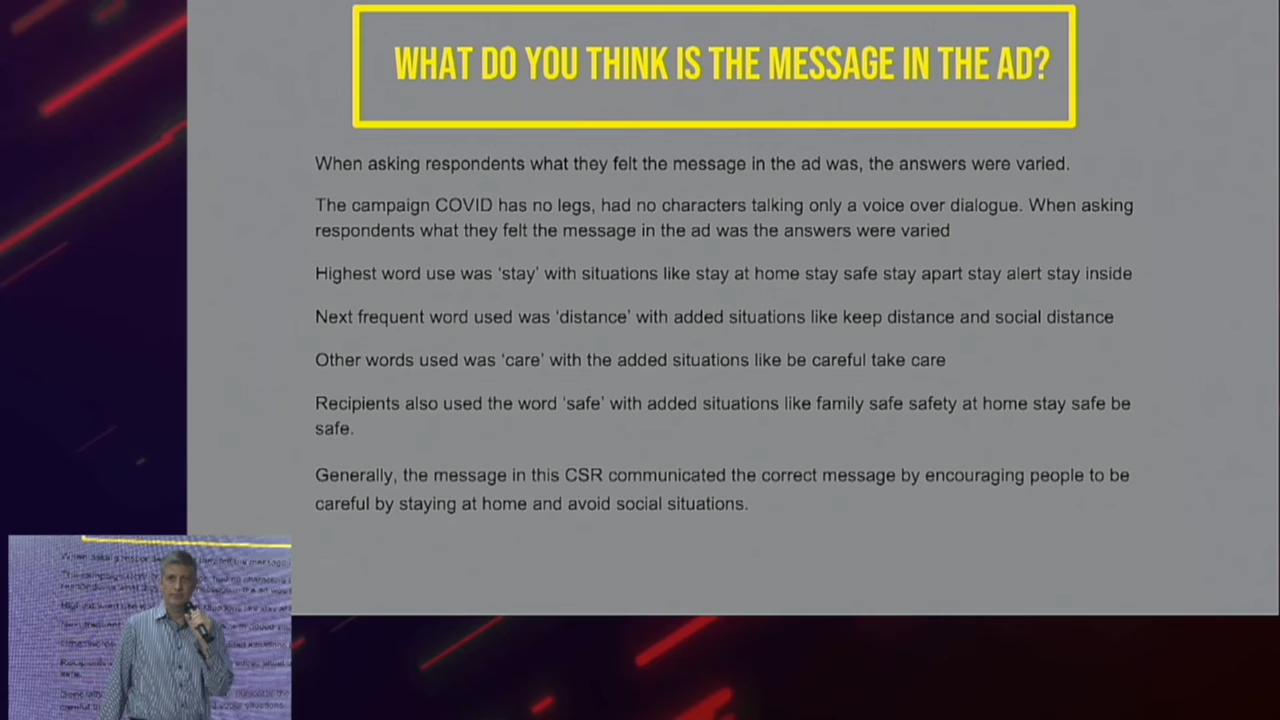 WHAT DO YOU THINK IS THE MESSAGE IN THE AD?
When asking respondents what they felt the message in the ad was, the answers were varied.
The campaign COVID has no legs, had no characters talking only a voice over dialogue. When asking
respondents what they felt the message in the ad was the answers were varied
Highest word use was ‘stay’ with situations like stay at home stay safe stay apart stay alert stay inside
Next frequent word used was ‘distance’ with added situations like keep distance and social distance
Other words used was ‘care’ with the added situations like be careful take care
Recipients also used the word ‘safe’ with added situations like family safe safety at home stay safe be
safe.
Generally, the message in this CSR communicated the correct message by encouraging people to be
careful by staying at home and avoid social situations.